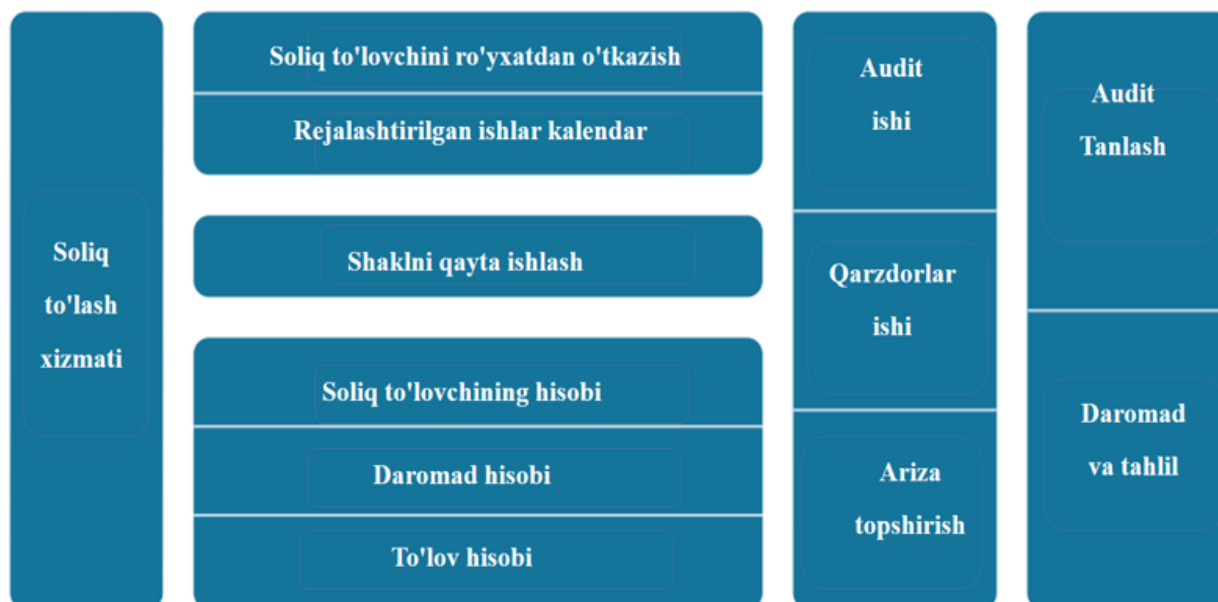 Soliq
to'lash
xizmati
Soliq to'lovchini ro'yxatdan o'tkazish
Rejalashtirilgan ishlar kalendar
Shaklni qayta ishlash
Soliq to'lovchining hisobi
Daromad hisobi
To'lov hisobi
Audit
ishi
Qarzdorlar
ishi
Ariza
topshirish
Audit
Tanlash
Daromad
va tahlil